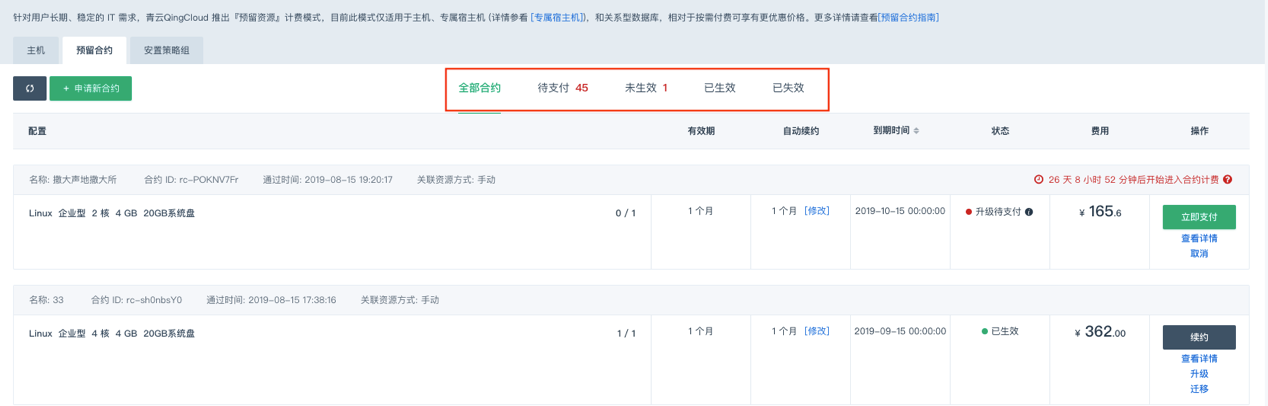 针对用户长期、稳定的 IT 需求，青云QingCloud 推出『预留资源』计费模式，目前此模式仅适用于主机、专属宿主机 (详情参看 [专属宿主机])，和关系型数据库，相对于按需付费可享有更优惠价格。更多详情请查看[预留合约指南]
主机 预留合约 安置策略组
+ 申请新合约 全部合约 待支付 45 未生效 1 已生效 已失效
配置 有效期 自动续约 到期时间 状态 费用 操作
名称: 撒大声地撒大所 合约 ID: rc-POKNV7Fr 通过时间: 2019-08-15 19:20:17 关联资源方式: 手动 26 天 8 小时 52 分钟后开始进入合约计费
Linux 企业型 2 核 4 GB 20GB系统盘 0 / 1 1 个月 1 个月 [修改] 2019-10-15 00:00:00 升级待支付 ¥ 165.6 立即支付
查看详情
取消
名称: 33 合约 ID: rc-sh0nbsY0 通过时间: 2019-08-15 17:38:16 关联资源方式: 手动
Linux 企业型 4 核 4 GB 20GB系统盘 1 / 1 1 个月 1 个月 [修改] 2019-09-15 00:00:00 已生效 ¥ 362.00 续约
查看详情
升级
迁移